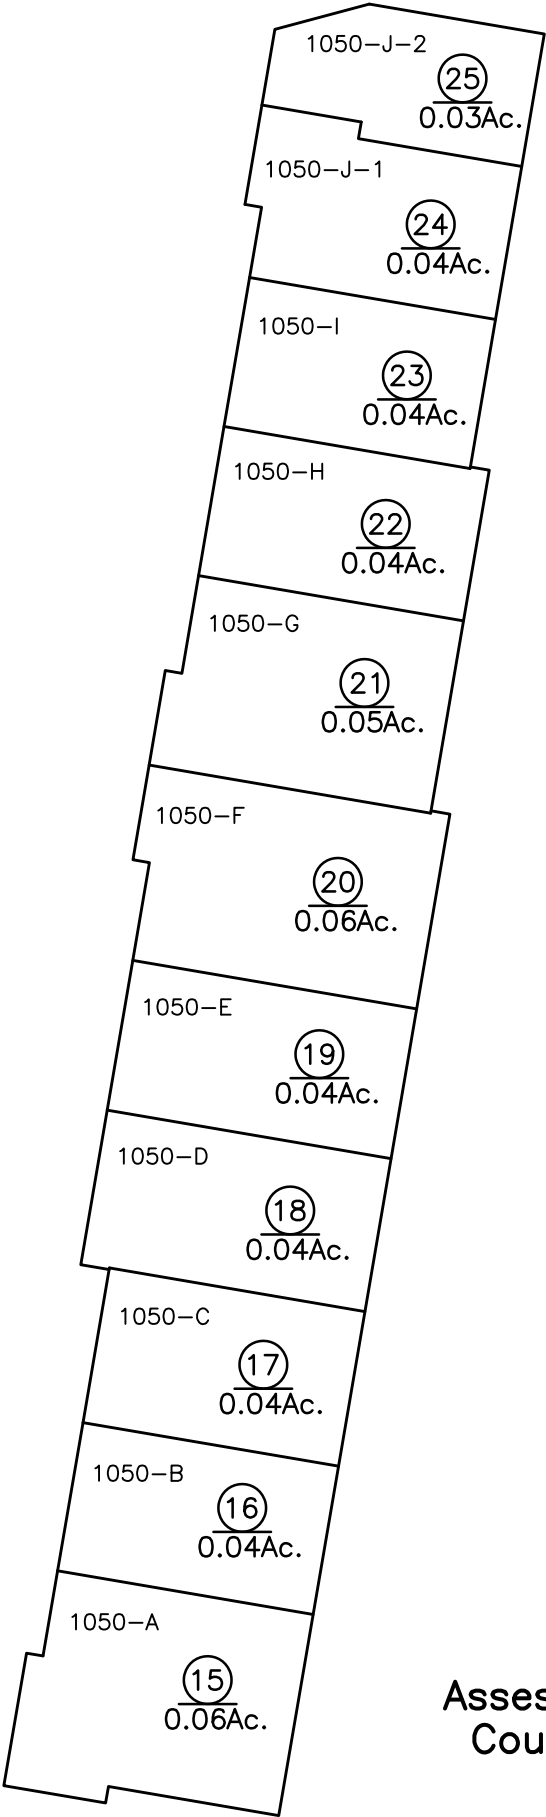 1050-J-2
25
0.03Ac.
1050-J-1
24
0.04Ac.
1050-I
23
0.04Ac.
1050-H
22
0.04Ac.
1050-G
21
0.05Ac.
1050-F
20
0.06Ac.
1050-E
19
0.04Ac.
1050-D
18
0.04Ac.
1050-C
17
0.04Ac.
1050-B
16
0.04Ac.
1050-A
15
0.06Ac.
Asses
Cou